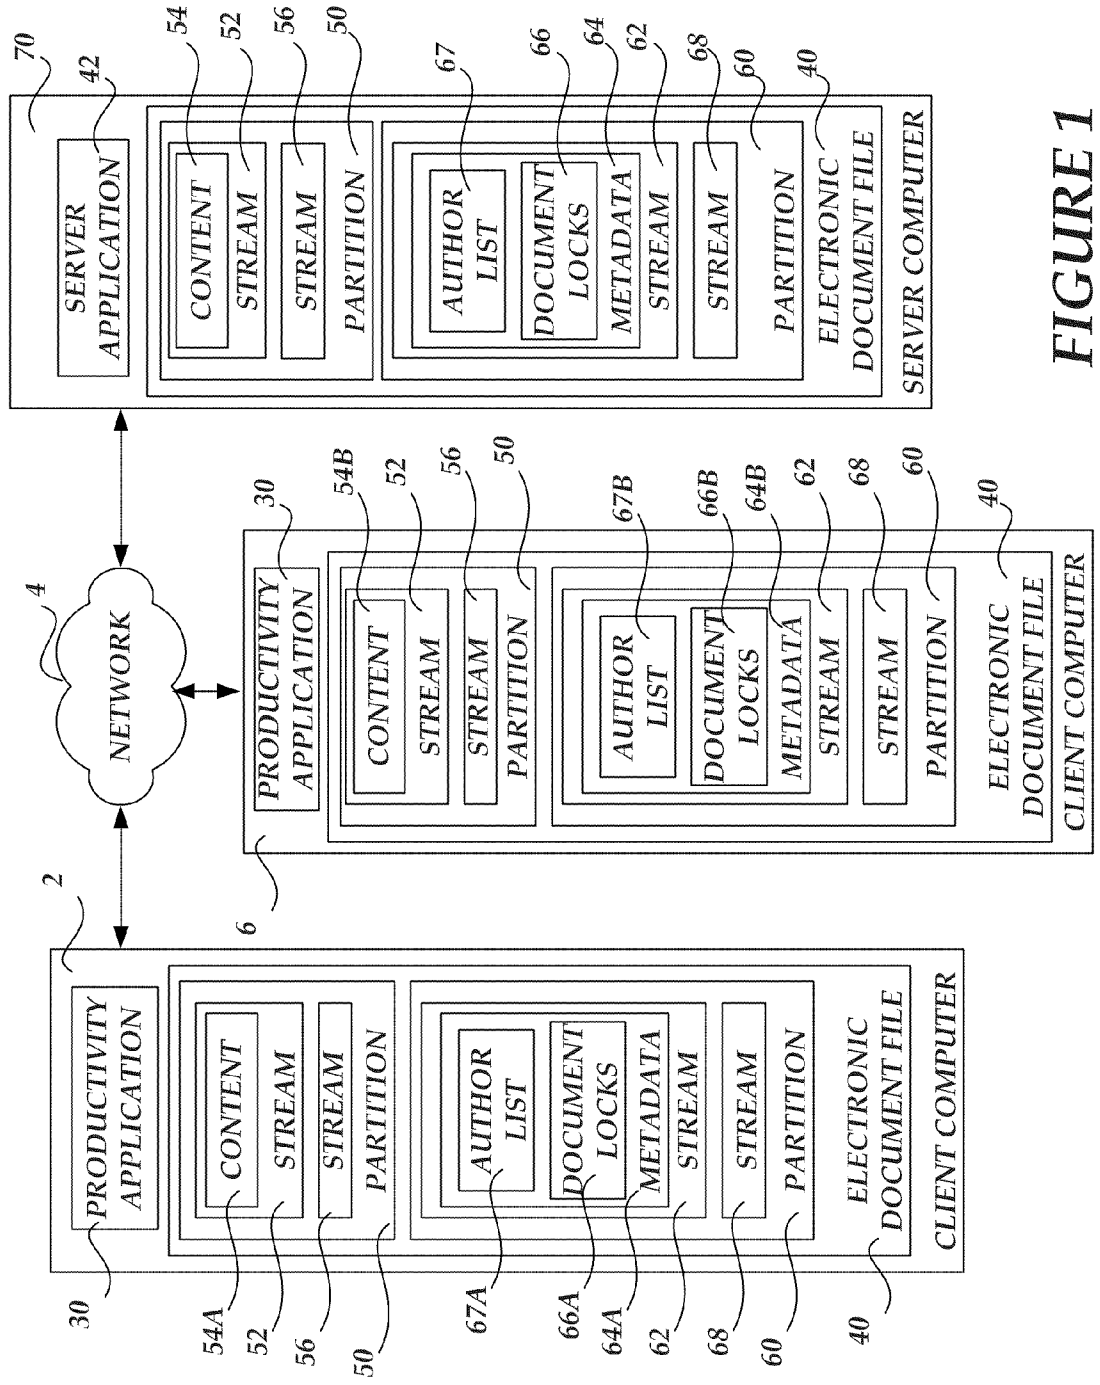 2
PRODUCTIVITY
APPLICATION
30
CONTENT
54A
STREAM
52
STREAM
56
PARTITION
50
AUTHOR
LIST
67A
DOCUMENT
LOCKS
66A
METADATA
64A
STREAM
62
STREAM
68
PARTITION
60
ELECTRONIC
DOCUMENT FILE
40
CLIENT COMPUTER
4
NETWORK
6
PRODUCTIVITY
APPLICATION
30
CONTENT
54B
STREAM
52
STREAM
56
PARTITION
50
AUTHOR
LIST
67B
DOCUMENT
LOCKS
66B
METADATA
64B
STREAM
62
STREAM
68
PARTITION
60
ELECTRONIC
DOCUMENT FILE
40
CLIENT COMPUTER
70
SERVER
APPLICATION
42
CONTENT
54
STREAM
52
STREAM
56
PARTITION
50
AUTHOR
LIST
67
DOCUMENT
LOCKS
66
METADATA
64
STREAM
62
STREAM
68
PARTITION
60
ELECTRONIC
DOCUMENT FILE
40
SERVER COMPUTER
FIGURE 1